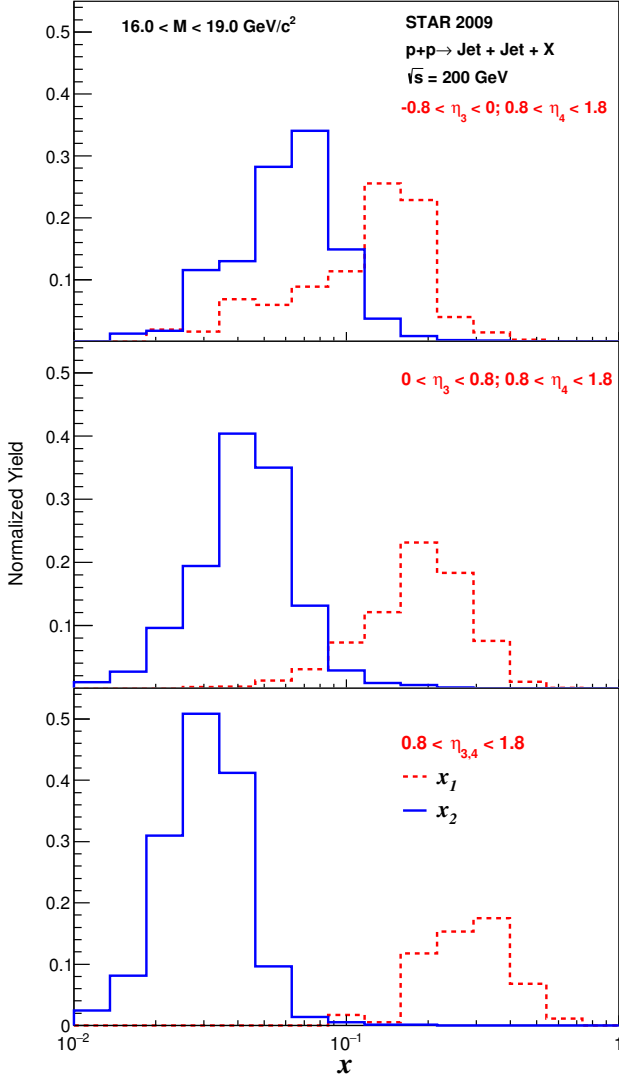 16.0 < M < 19.0 GeV/c²
STAR 2009
p+p→ Jet + Jet + X
√s = 200 GeV
-0.8 < η₃ < 0; 0.8 < η₄ < 1.8
0.5
0.4
0.3
0.2
0.1
0 < η₃ < 0.8; 0.8 < η₄ < 1.8
0.5
0.4
0.3
0.2
0.1
Normalized Yield
0.8 < η₃,₄ < 1.8
x₁
x₂
0.5
0.4
0.3
0.2
0.1
0
10⁻² 10⁻¹ 1
x